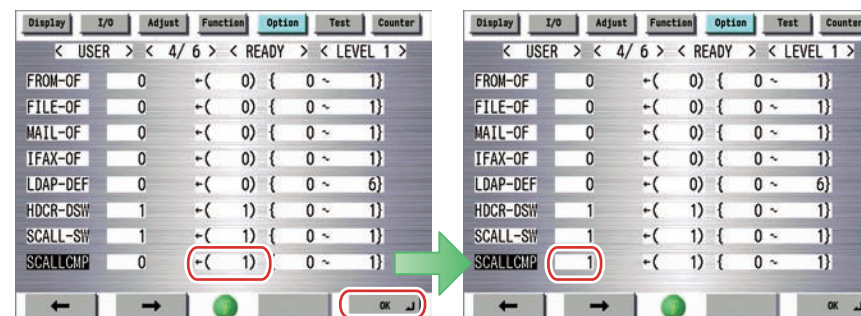 Display I/O Adjust Function Option Test Counter
< USER > < 4/ 6 > < READY > < LEVEL 1 >
FROM-OF 0 ←( 0) { 0 ~ 1}
FILE-OF 0 ←( 0) { 0 ~ 1}
MAIL-OF 0 ←( 0) { 0 ~ 1}
IFAX-OF 0 ←( 0) { 0 ~ 1}
LDAP-DEF 0 ←( 0) { 0 ~ 6}
HDCR-DSW 1 ←( 1) { 0 ~ 1}
SCALL-SW 1 ←( 1) { 0 ~ 1}
SCALLCMP 0 ←( 1) { 0 ~ 1}
OK
Display I/O Adjust Function Option Test Counter
< USER > < 4/ 6 > < READY > < LEVEL 1 >
FROM-OF 0 ←( 0) { 0 ~ 1}
FILE-OF 0 ←( 0) { 0 ~ 1}
MAIL-OF 0 ←( 0) { 0 ~ 1}
IFAX-OF 0 ←( 0) { 0 ~ 1}
LDAP-DEF 0 ←( 0) { 0 ~ 6}
HDCR-DSW 1 ←( 1) { 0 ~ 1}
SCALL-SW 1 ←( 1) { 0 ~ 1}
SCALLCMP 1 ←( 1) { 0 ~ 1}
OK